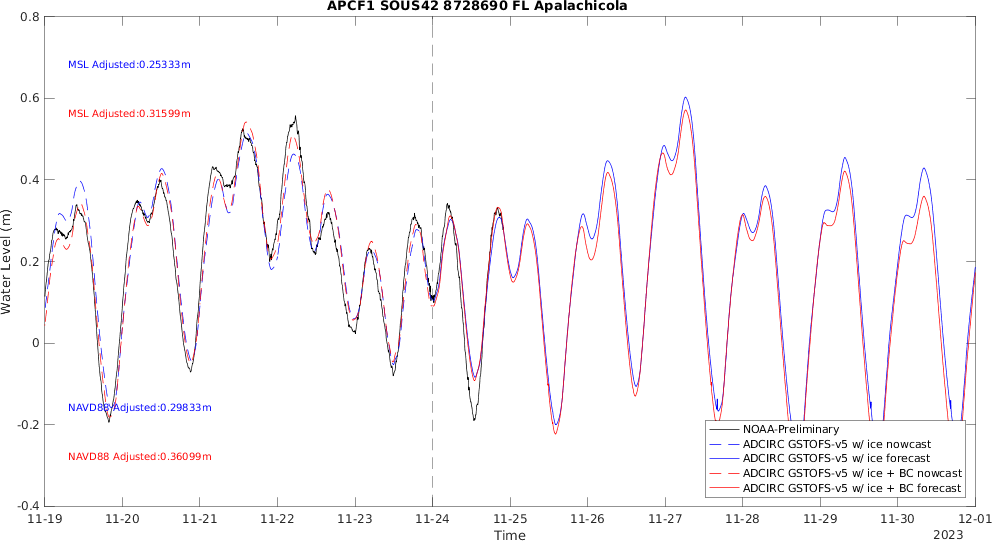 APCF1 SOUS42 8728690 FL Apalachicola
0.8
0.6
0.4
0.2
0
-0.2
-0.4
Water Level (m)
MSL Adjusted:0.25333m
MSL Adjusted:0.31599m
NAVD88 Adjusted:0.29833m
NAVD88 Adjusted:0.36099m
NOAA-Preliminary
ADCIRC GSTOFS-v5 w/ ice nowcast
ADCIRC GSTOFS-v5 w/ ice forecast
ADCIRC GSTOFS-v5 w/ ice + BC nowcast
ADCIRC GSTOFS-v5 w/ ice + BC forecast
11-19 11-20 11-21 11-22 11-23 11-24 11-25 11-26 11-27 11-28 11-29 11-30 12-01
Time
2023